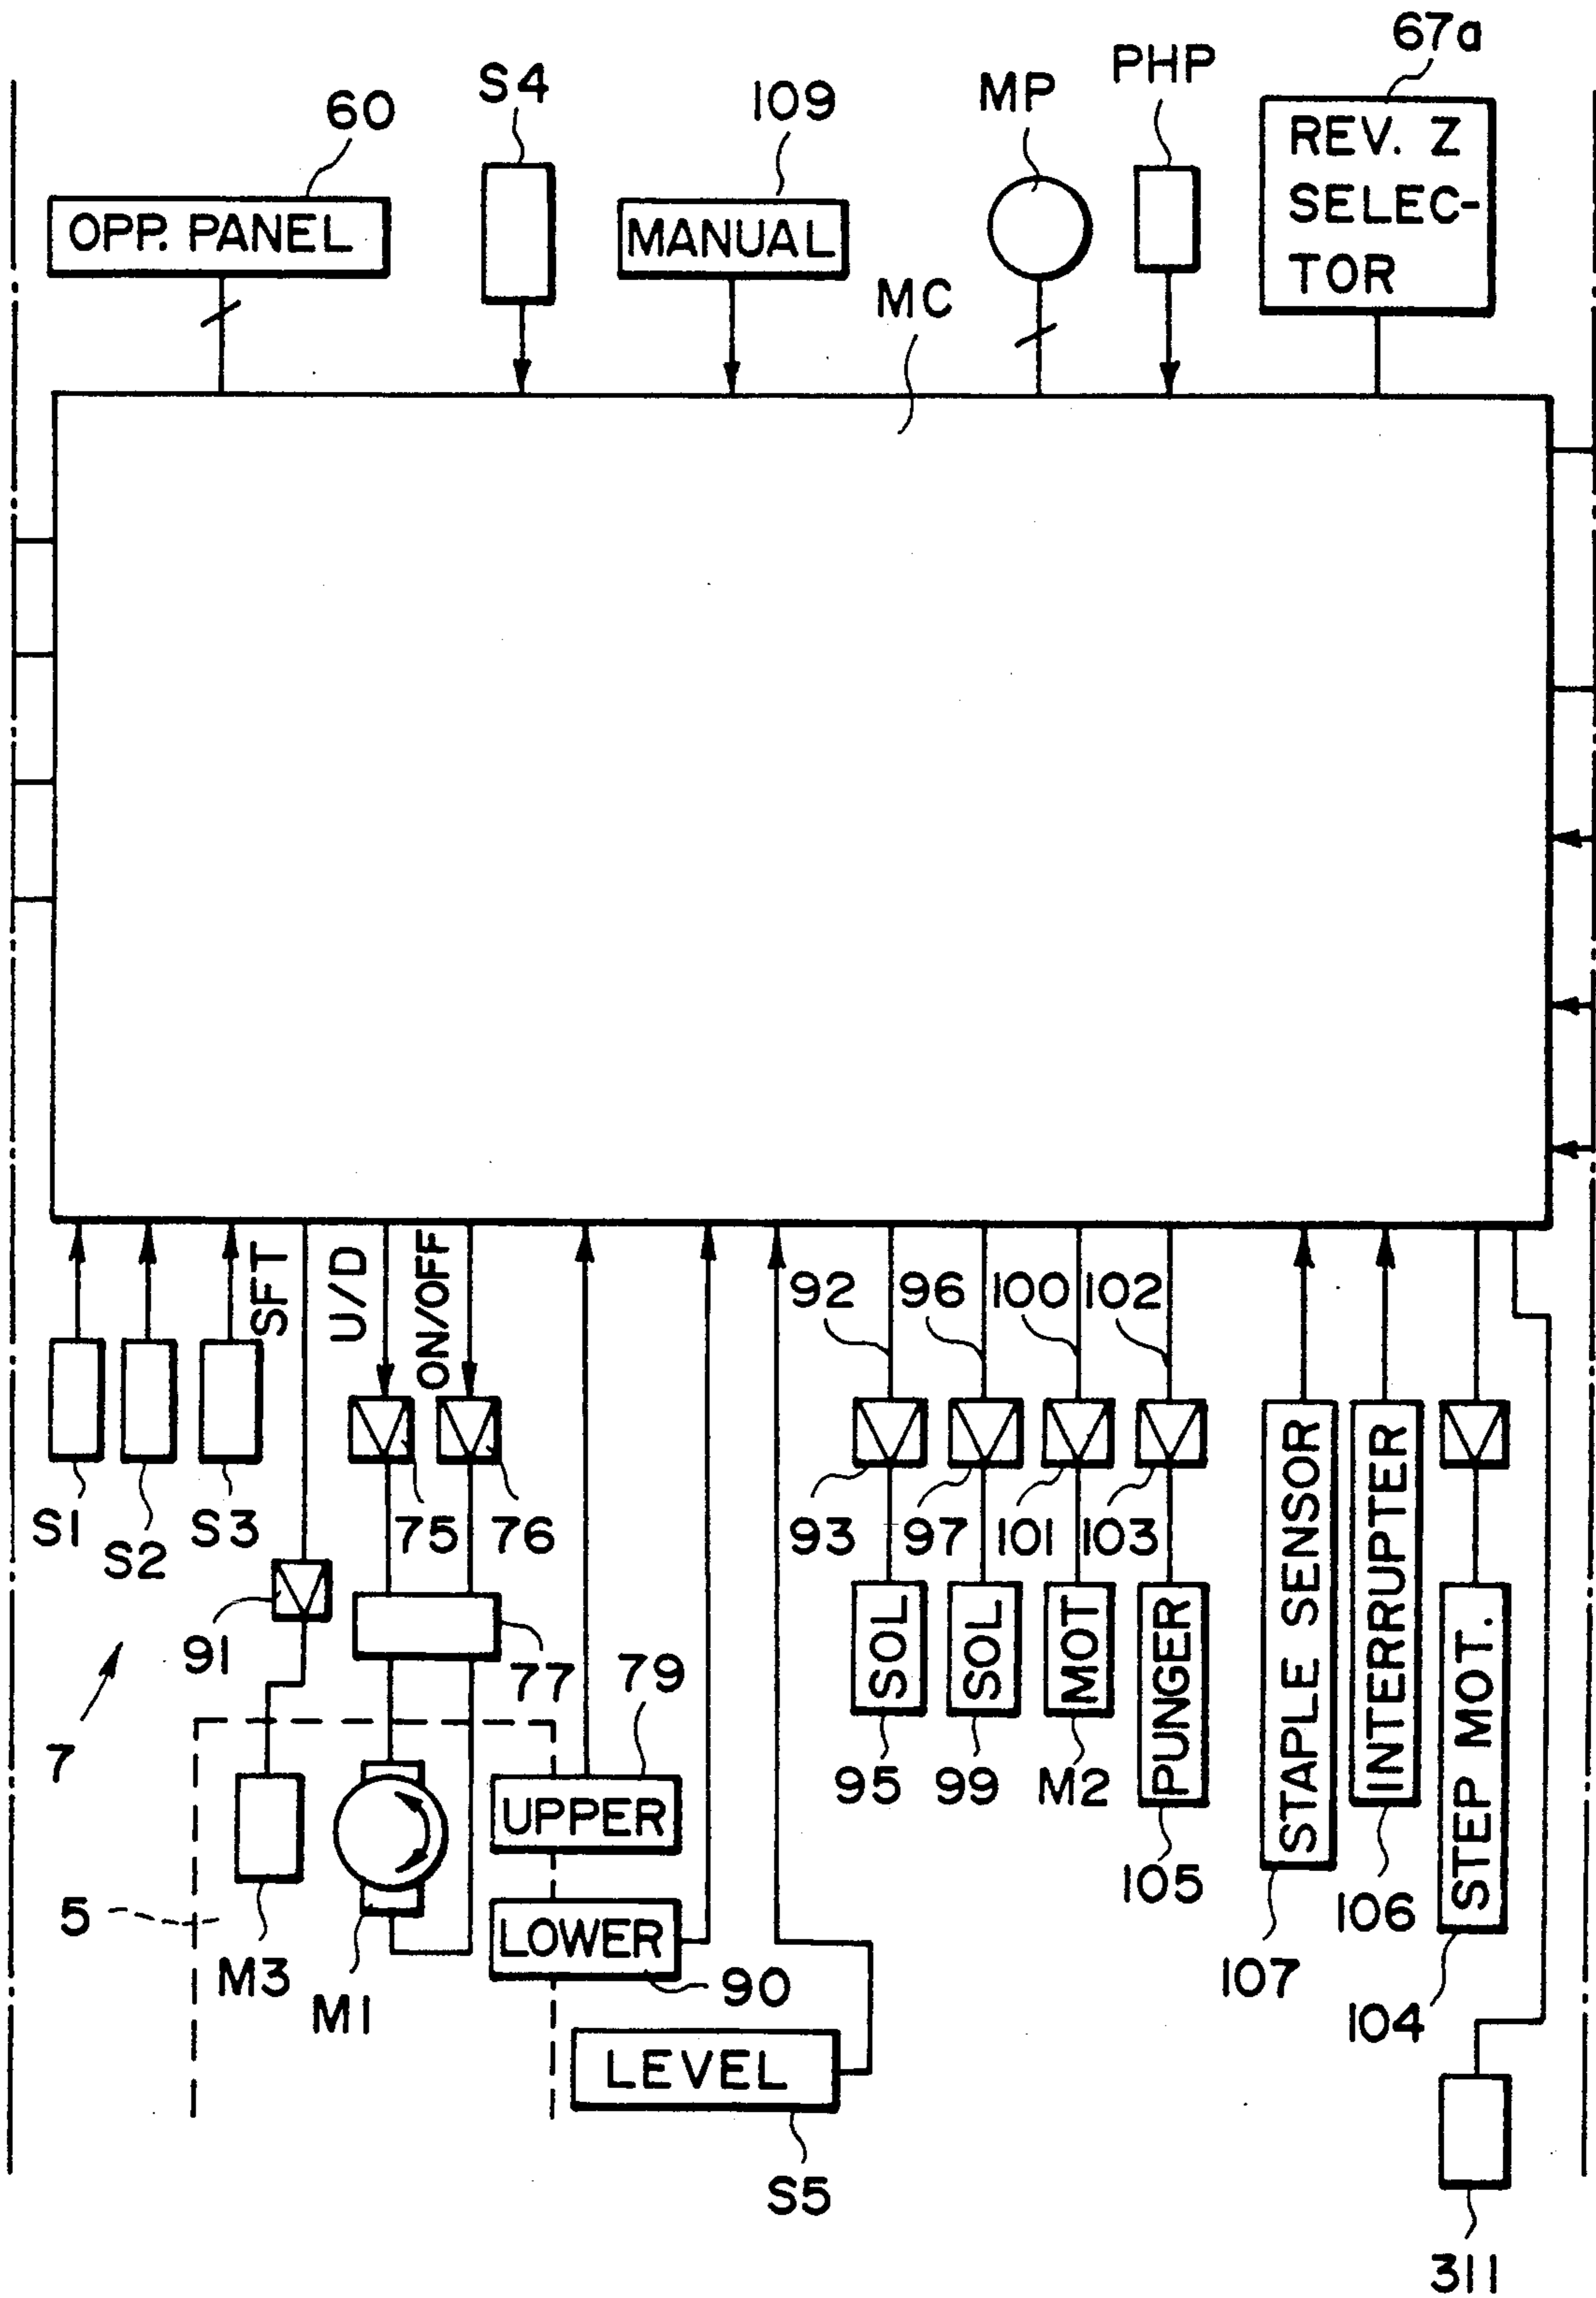 67a
PHP
S4
MP
109
60
REV. Z
SELEC-
TOR
OPP. PANEL
MANUAL
MC
SFT
U/D
ON/OFF
92
96
100
102
S1
S2
S3
75
76
93
97
101
103
91
77
79
7
SOL
SOL
MOT
PUNGER
STAPLE SENSOR
INTERRUPTER
STEP MOT.
95
99
M2
105
UPPER
5
LOWER
106
M3
M1
90
107
104
LEVEL
S5
311